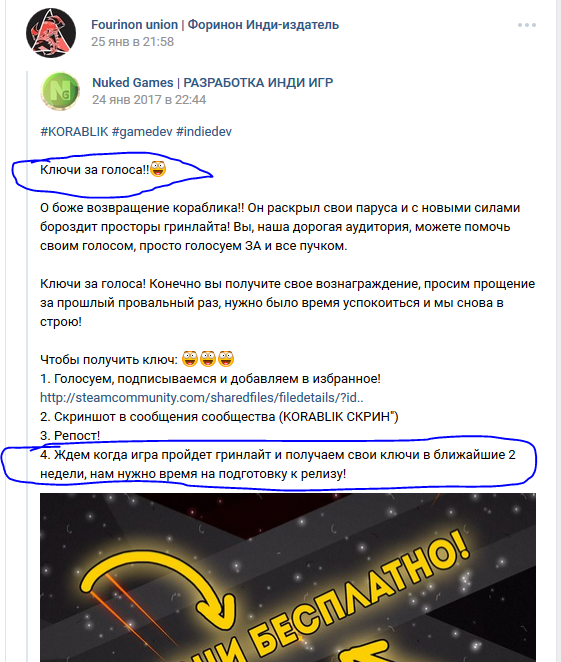 Fourinon union | Форинон Инди-издатель
25 янв в 21:58
Nuked Games | РАЗРАБОТКА ИНДИ ИГР
24 янв 2017 в 22:44
#KORABLIK #gamedev #indiedev
Ключи за голоса!!
О боже возвращение кораблика!! Он раскрыл свои паруса и с новыми силами
бороздит просторы гринлайта! Вы, наша дорогая аудитория, можете помочь
своим голосом, просто голосуем ЗА и все пучком.
Ключи за голоса! Конечно вы получите свое вознаграждение, просим прощение
за прошлый провальный раз, нужно было время успокоиться и мы снова в
строю!
Чтобы получить ключ:
1. Голосуем, подписываемся и добавляем в избранное!
http://steamcommunity.com/sharedfiles/filedetails/?id..
2. Скриншот в сообщения сообщества (KORABLIK СКРИН")
3. Репост!
4. Ждем когда игра пройдет гринлайт и получаем свои ключи в ближайшие 2
недели, нам нужно время на подготовку к релизу!
БЕСПЛАТНО!